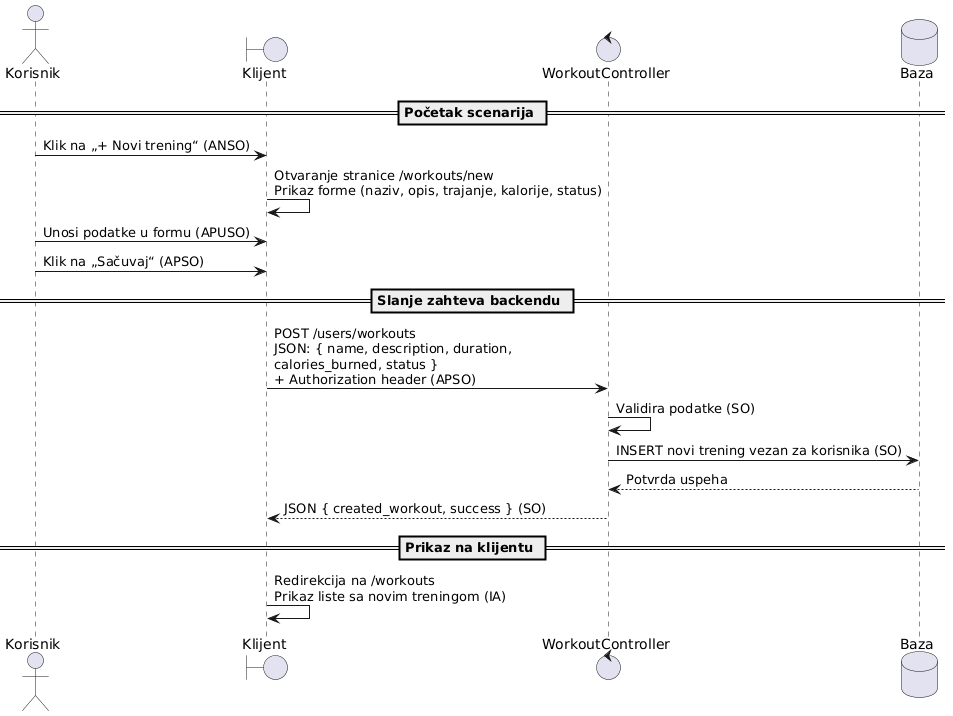 Korisnik
Klijent
WorkoutController
Baza
Početak scenarija
Klik na „+ Novi trening“ (ANSO)
Otvaranje stranice /workouts/new
Prikaz forme (naziv, opis, trajanje, kalorije, status)
Unosi podatke u formu (APUSO)
Klik na „Sačuvaj“ (APSO)
Slanje zahteva backendu
POST /users/workouts
JSON: { name, description, duration,
calories_burned, status }
+ Authorization header (APSO)
Validira podatke (SO)
INSERT novi trening vezan za korisnika (SO)
Potvrda uspeha
JSON { created_workout, success } (SO)
Prikaz na klijentu
Redirekcija na /workouts
Prikaz liste sa novim treningom (IA)
Korisnik
Klijent
WorkoutController
Baza